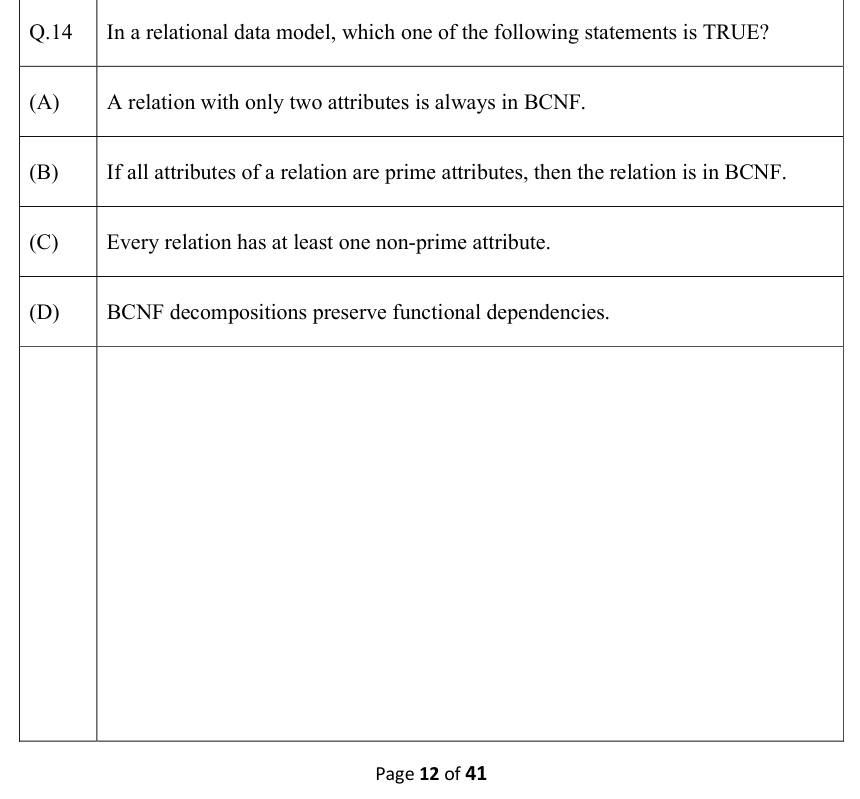 Q.14 In a relational data model, which one of the following statements is TRUE?
(A) A relation with only two attributes is always in BCNF.
(B) If all attributes of a relation are prime attributes, then the relation is in BCNF.
(C) Every relation has at least one non-prime attribute.
(D) BCNF decompositions preserve functional dependencies.
Page 12 of 41